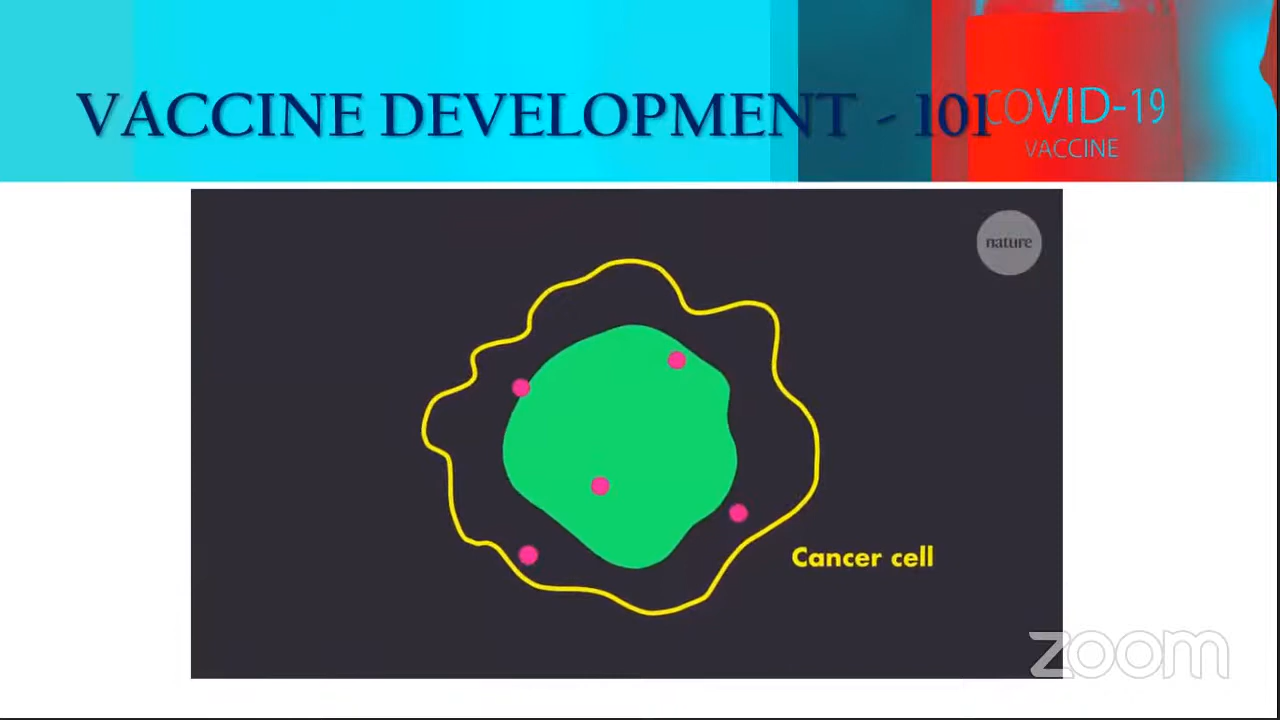 VACCINE DEVELOPMENT - 101
COVID-19
VACCINE
nature
Cancer cell
zoom